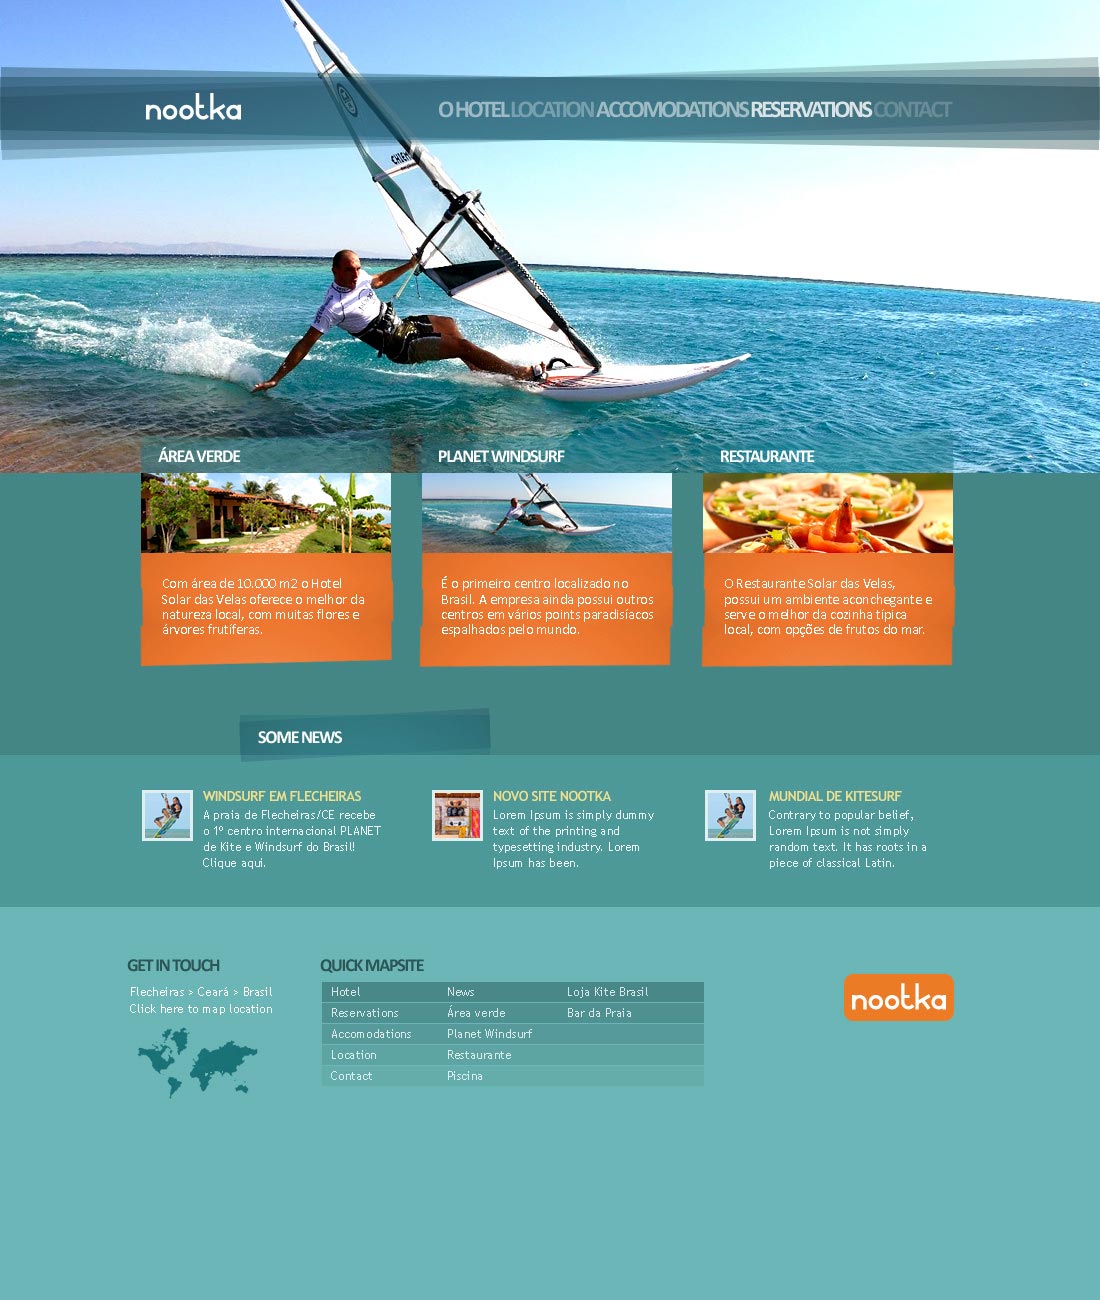 nootka
O HOTEL LOCATION ACCOMODATIONS RESERVATIONS CONTACT
CHIEM
ÁREA VERDE
PLANET WINDSURF
RESTAURANTE
Com área de 10.000 m2 o Hotel
Solar das Velas oferece o melhor da
natureza local, com muitas flores e
árvores frutíferas.
É o primeiro centro localizado no
Brasil. A empresa ainda possui outros
centros em vários points paradisíacos
espalhados pelo mundo.
O Restaurante Solar das Velas,
possui um ambiente aconchegante e
serve o melhor da cozinha típica
local, com opções de frutos do mar.
SOME NEWS
WINDSURF EM FLECHEIRAS
A praia de Flecheiras/CE recebe
o 1º centro internacional PLANET
de Kite e Windsurf do Brasil!
Clique aqui.
NOVO SITE NOOTKA
Lorem Ipsum is simply dummy
text of the printing and
typesetting industry. Lorem
Ipsum has been.
MUNDIAL DE KITESURF
Contrary to popular belief,
Lorem Ipsum is not simply
random text. It has roots in a
piece of classical Latin.
GET IN TOUCH
Flecheiras > Ceará > Brasil
Click here to map location
QUICK MAPSITE
Hotel News Loja Kite Brasil
Reservations Área verde Bar da Praia
Accomodations Planet Windsurf
Location Restaurante
Contact Piscina
nootka